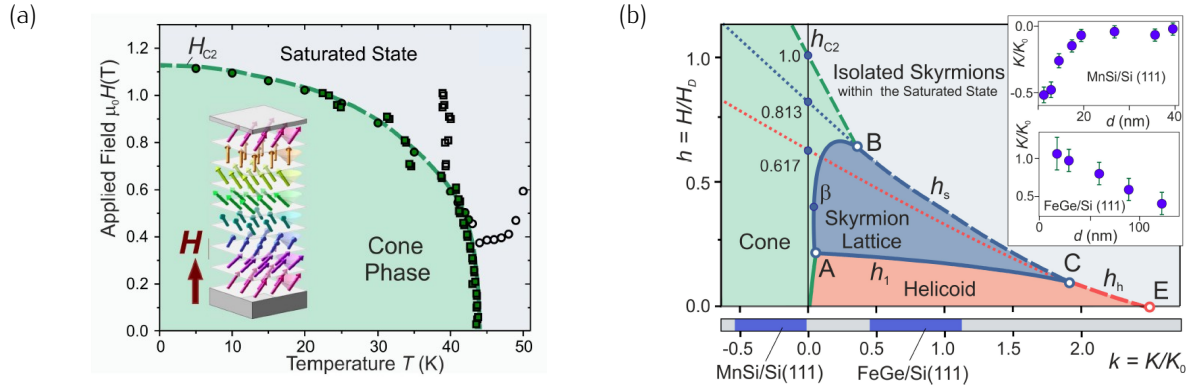 (a)
Applied Field μ₀H(T)
1.2
1.0
0.8
0.6
0.4
0.2
0.0
H_C2
Saturated State
Cone
Phase
H
0 10 20 30 40 50
Temperature T (K)
(b)
h = H/H_D
1.0
0.5
0.0
h_C2
1.0
0.813
0.617
Isolated Skyrmions
within the Saturated State
B
β
h_s
Skyrmion
Lattice
Cone
A
h₁
C
h_h
E
Helicoid
-0.5 0.0 0.5 1.0 1.5 2.0
k = K/K₀
MnSi/Si(111)
FeGe/Si(111)
K/K₀
0.0
-0.5
MnSi/Si (111)
20 40
d (nm)
K/K₀
1.0
0.5
FeGe/Si (111)
0 100
d (nm)